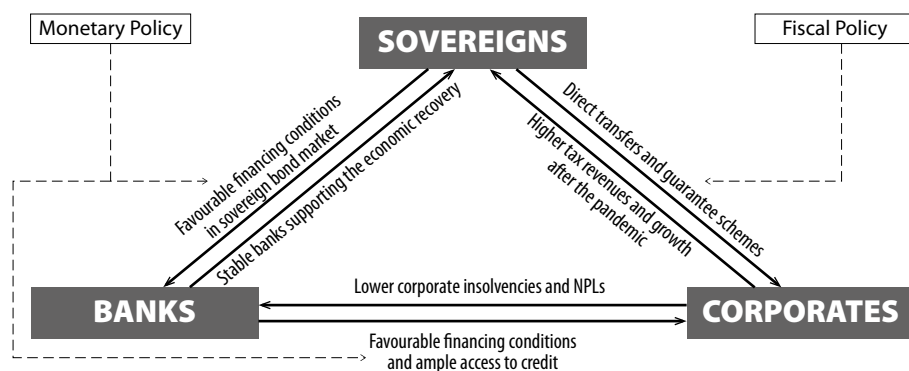 Monetary Policy
SOVEREIGNS
Fiscal Policy
Favourable financing conditions
in sovereign bond market
Stable banks supporting the economic recovery
Direct transfers and guarantee schemes
Higher tax revenues and growth
after the pandemic
BANKS
Lower corporate insolvencies and NPLs
CORPORATES
Favourable financing conditions
and ample access to credit